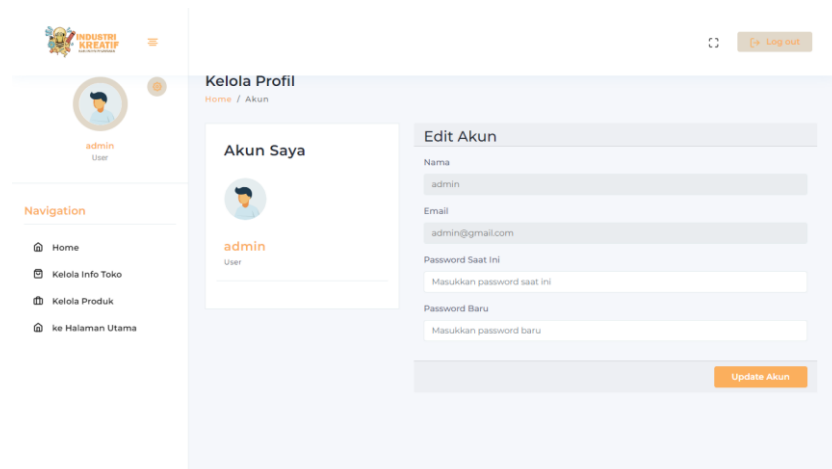 INDUSTRI
KREATIF
Log out
admin
User
Navigation
Home
Kelola Info Toko
Kelola Produk
ke Halaman Utama
Kelola Profil
Home / Akun
Akun Saya
admin
User
Edit Akun
Nama
admin
Email
admin@gmail.com
Password Saat Ini
Masukkan password saat ini
Password Baru
Masukkan password baru
Update Akun